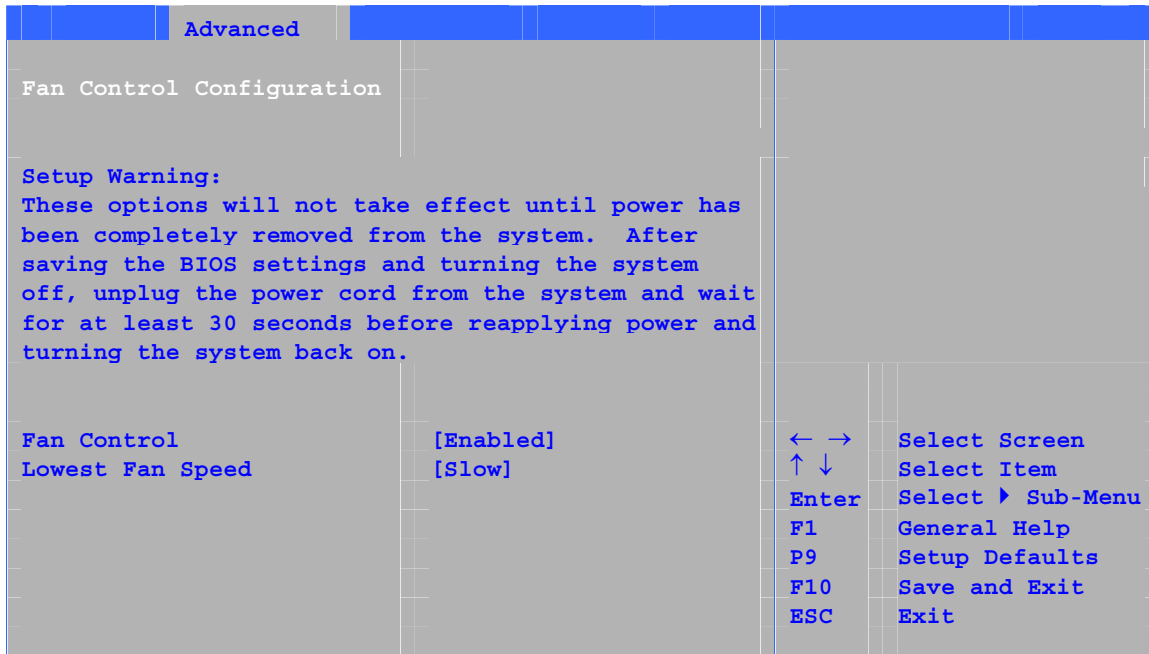 Advanced
Fan Control Configuration
Setup Warning:
These options will not take effect until power has
been completely removed from the system.  After
saving the BIOS settings and turning the system
off, unplug the power cord from the system and wait
for at least 30 seconds before reapplying power and
turning the system back on.
Fan Control [Enabled]
Lowest Fan Speed [Slow]
← → Select Screen
↑ ↓ Select Item
Enter Select ▶ Sub-Menu
F1 General Help
P9 Setup Defaults
F10 Save and Exit
ESC Exit